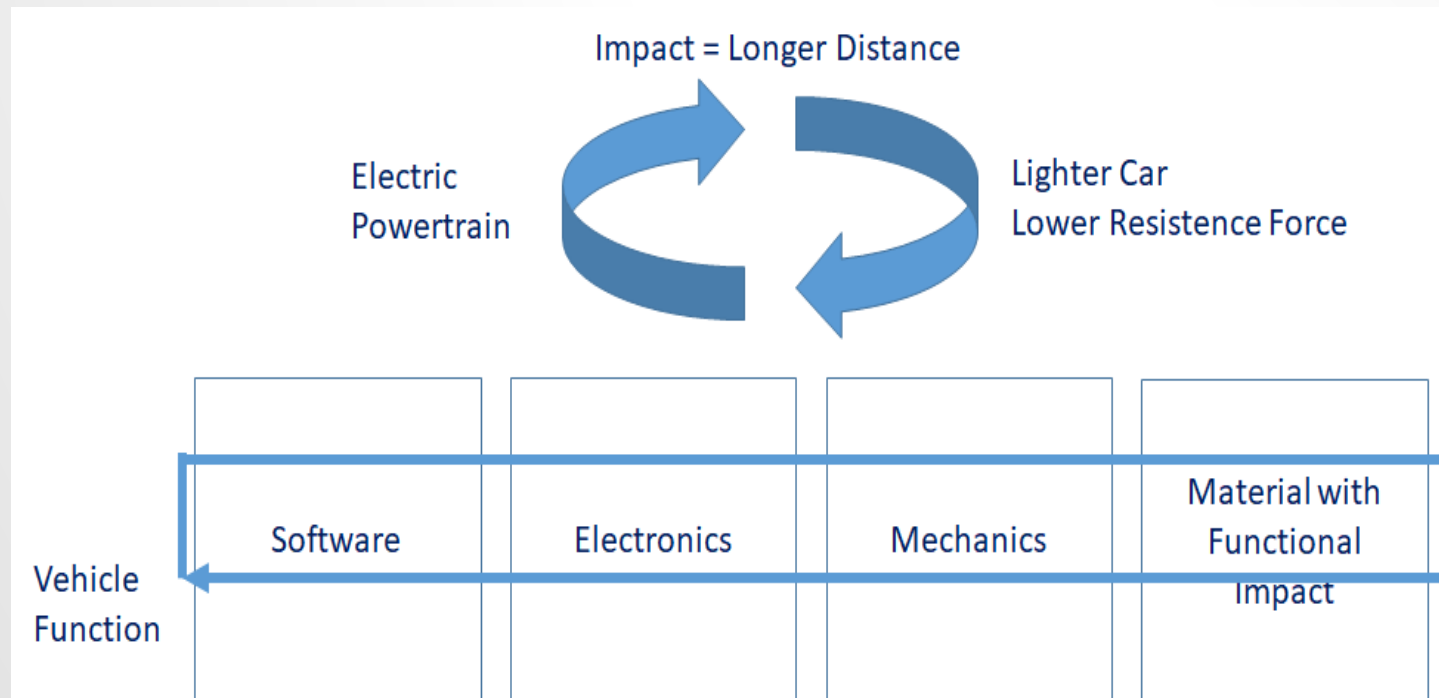 Impact = Longer Distance
Electric
Powertrain
Lighter Car
Lower Resistence Force
Software
Electronics
Mechanics
Material with
Functional
Impact
Vehicle
Function